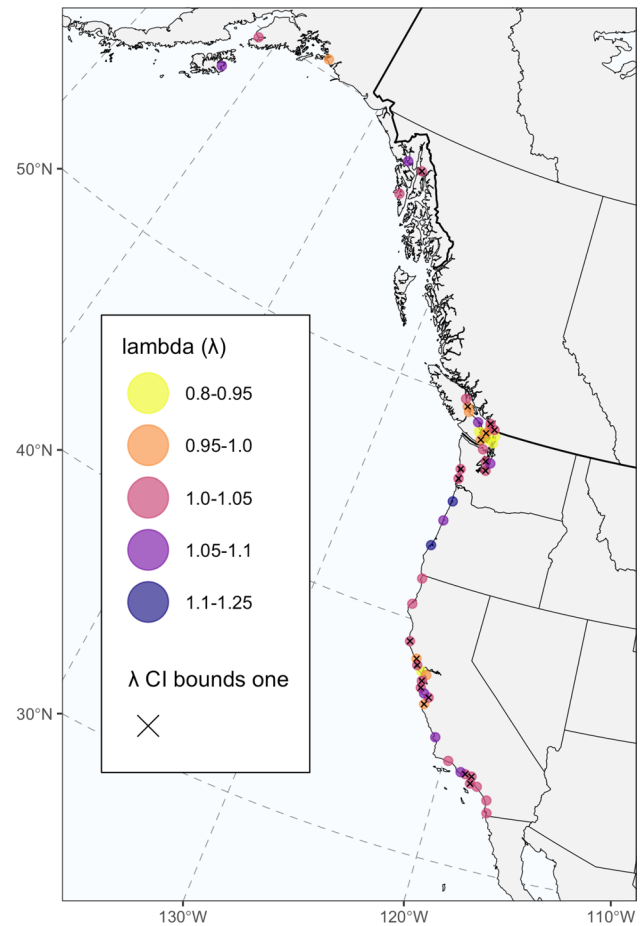 50°N
40°N
30°N
lambda (λ)
0.8-0.95
0.95-1.0
1.0-1.05
1.05-1.1
1.1-1.25
λ CI bounds one
130°W
120°W
110°W